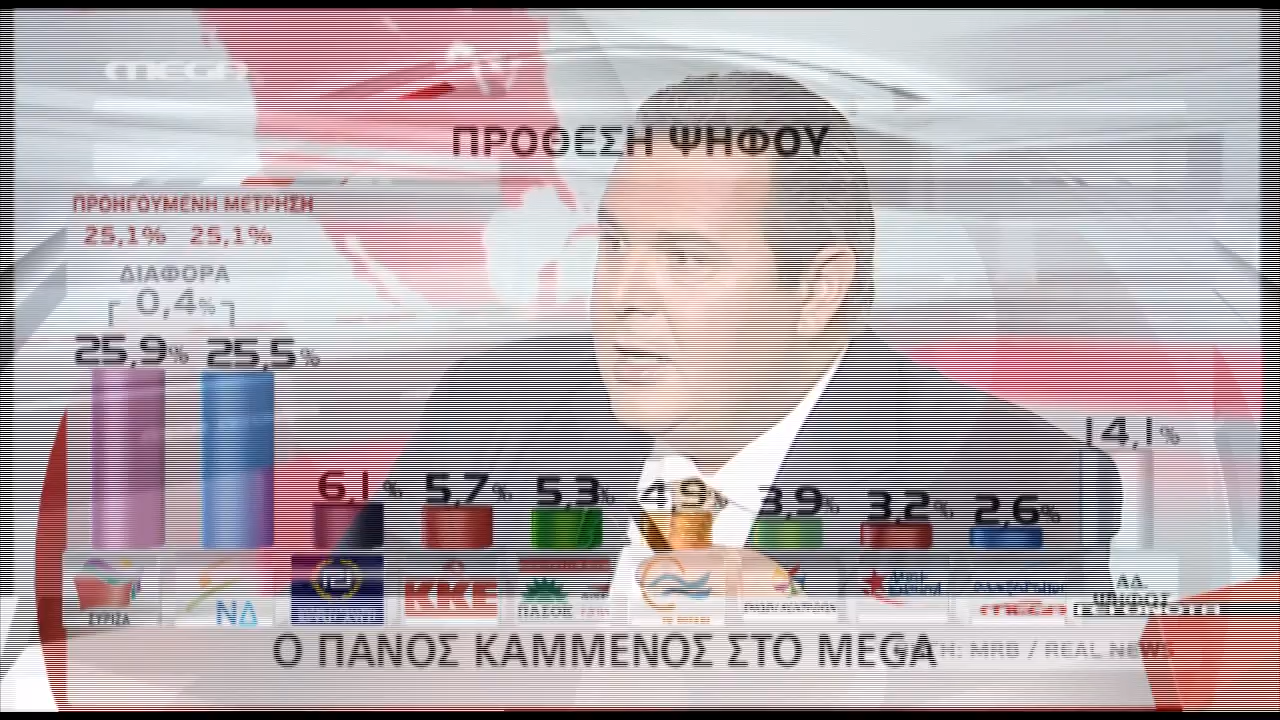 MEGA
ΠΡΟΘΕΣΗ ΨΗΦΟΥ
ΠΡΟΗΓΟΥΜΕΝΗ ΜΕΤΡΗΣΗ
25,1% 25,1%
ΔΙΑΦΟΡΑ
0,4%
25,9% 25,5% 6,1% 5,7% 5,3% 4,9% 3,9% 3,2% 2,6% 14,1%
ΣΥΡΙΖΑ ΝΔ ΚΚΕ ΠΑΣΟΚ ΑΔ. ΨΗΦΟΣ
MEGA
Ο ΠΑΝΟΣ ΚΑΜΜΕΝΟΣ ΣΤΟ MEGA
MRB / REAL NEWS